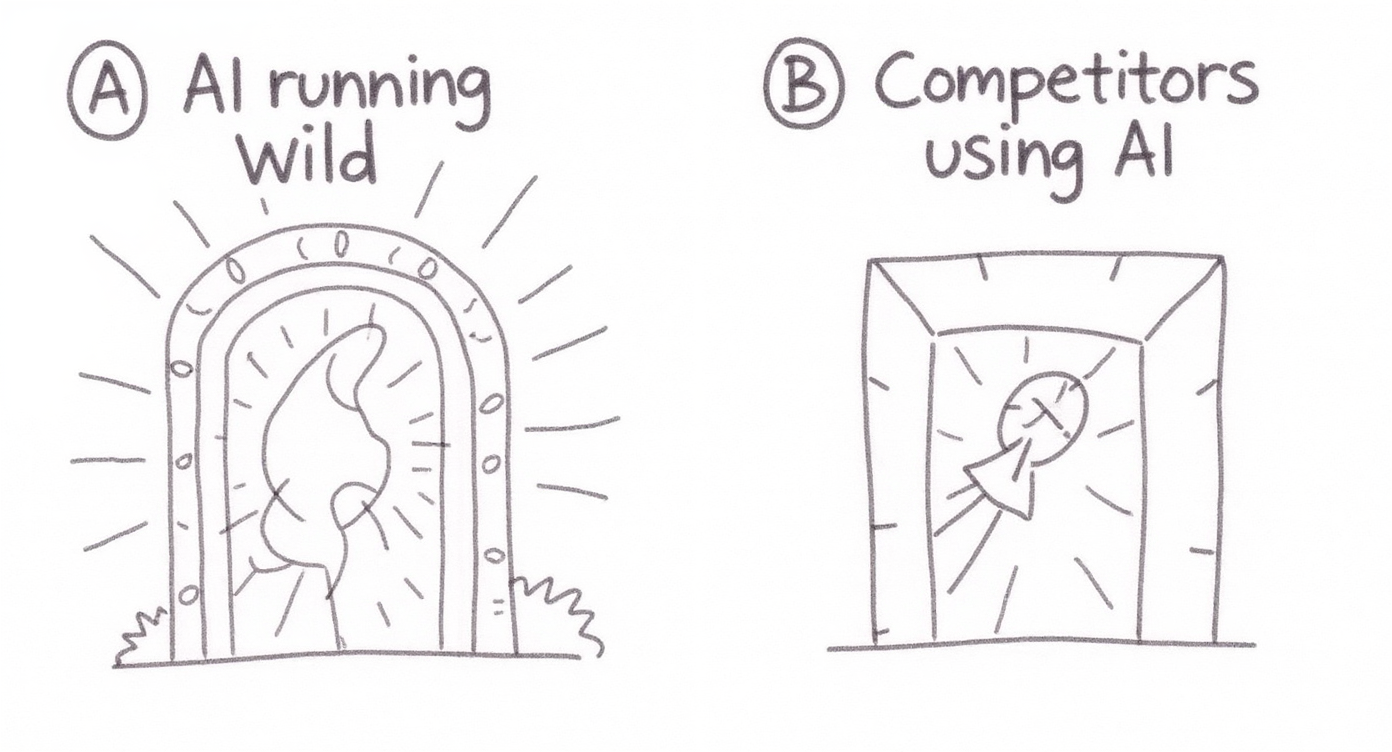 A AI running
Wild
B Competitors
using AI